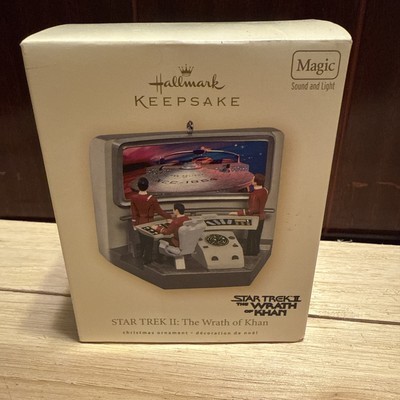 Hallmark
KEEPSAKE
Magic
Sound and Light
STAR TREK II
THE WRATH
OF KHAN
STAR TREK II: The Wrath of Khan
christmas ornament • décoration de noël